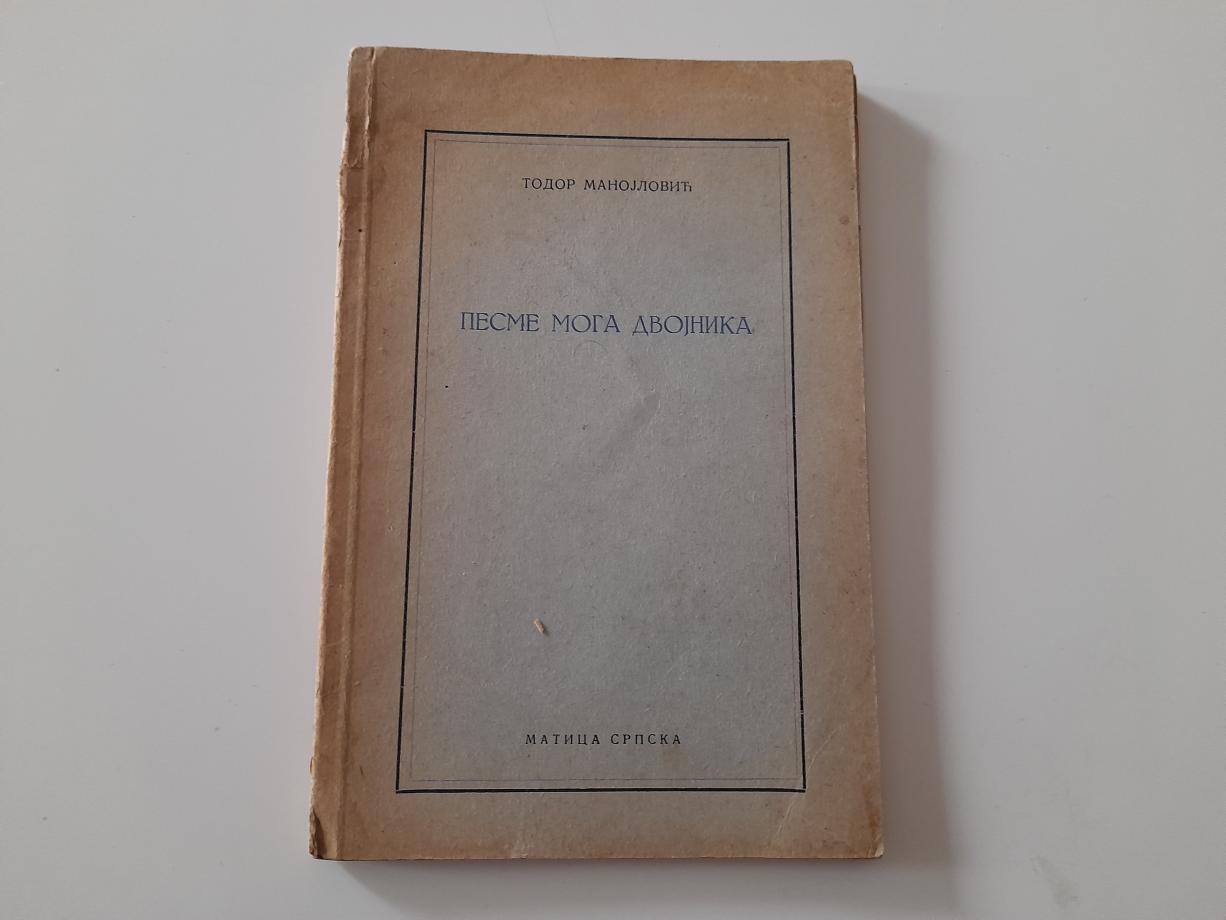 ТОДОР МАНОЈЛОВИЋ
ПЕСМЕ МОГА ДВОЈНИКА
МАТИЦА СРПСКА